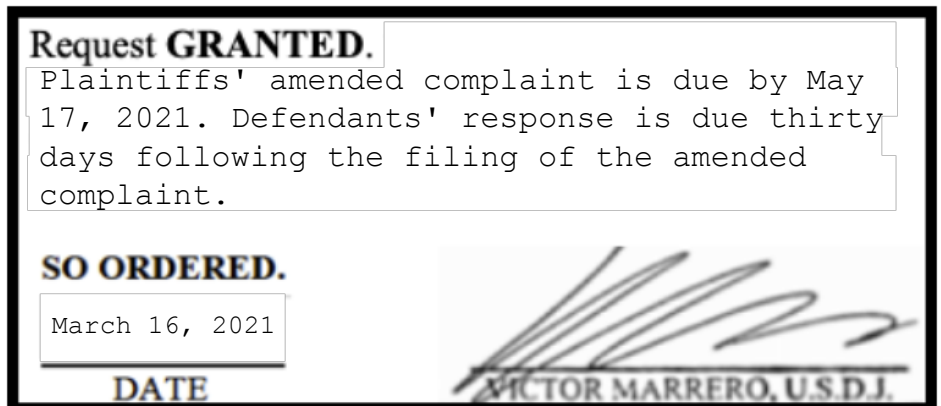 Request GRANTED.
Plaintiffs' amended complaint is due by May
17, 2021. Defendants' response is due thirty
days following the filing of the amended
complaint.
SO ORDERED.
March 16, 2021
DATE
VICTOR MARRERO, U.S.D.J.